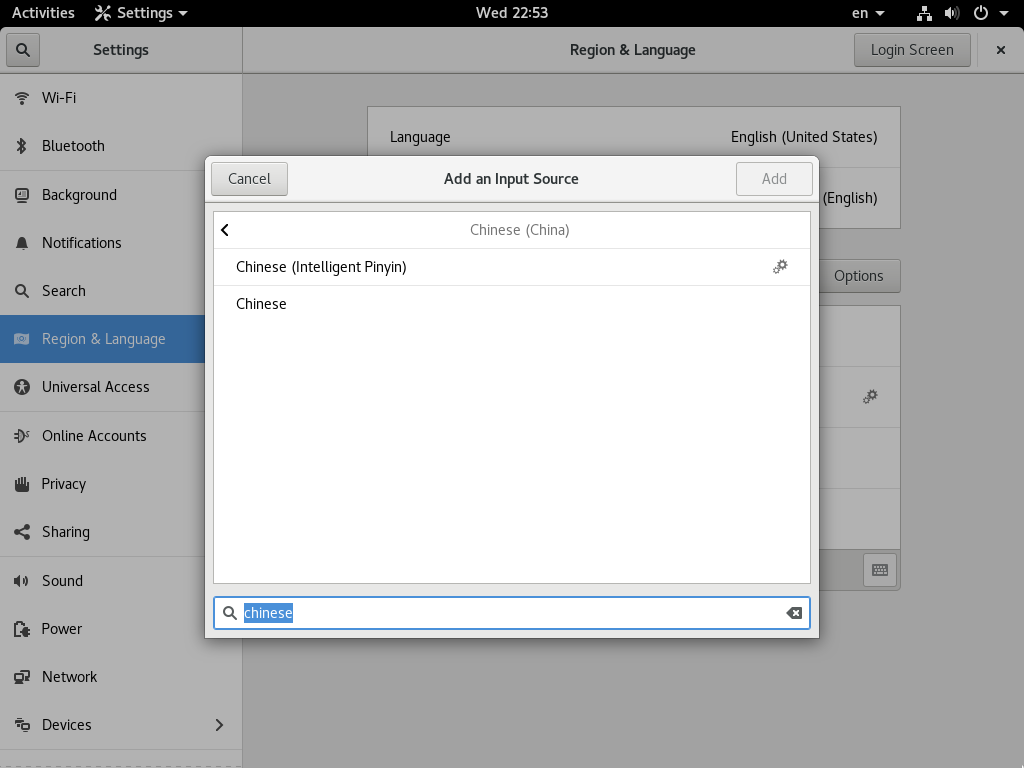 Activities Settings Wed 22:53 en
Settings Region & Language Login Screen
Wi-Fi
Bluetooth
Background
Notifications
Search
Region & Language
Universal Access
Online Accounts
Privacy
Sharing
Sound
Power
Network
Devices
Language English (United States)
(English)
Options
Cancel Add an Input Source Add
Chinese (China)
Chinese (Intelligent Pinyin)
Chinese
chinese